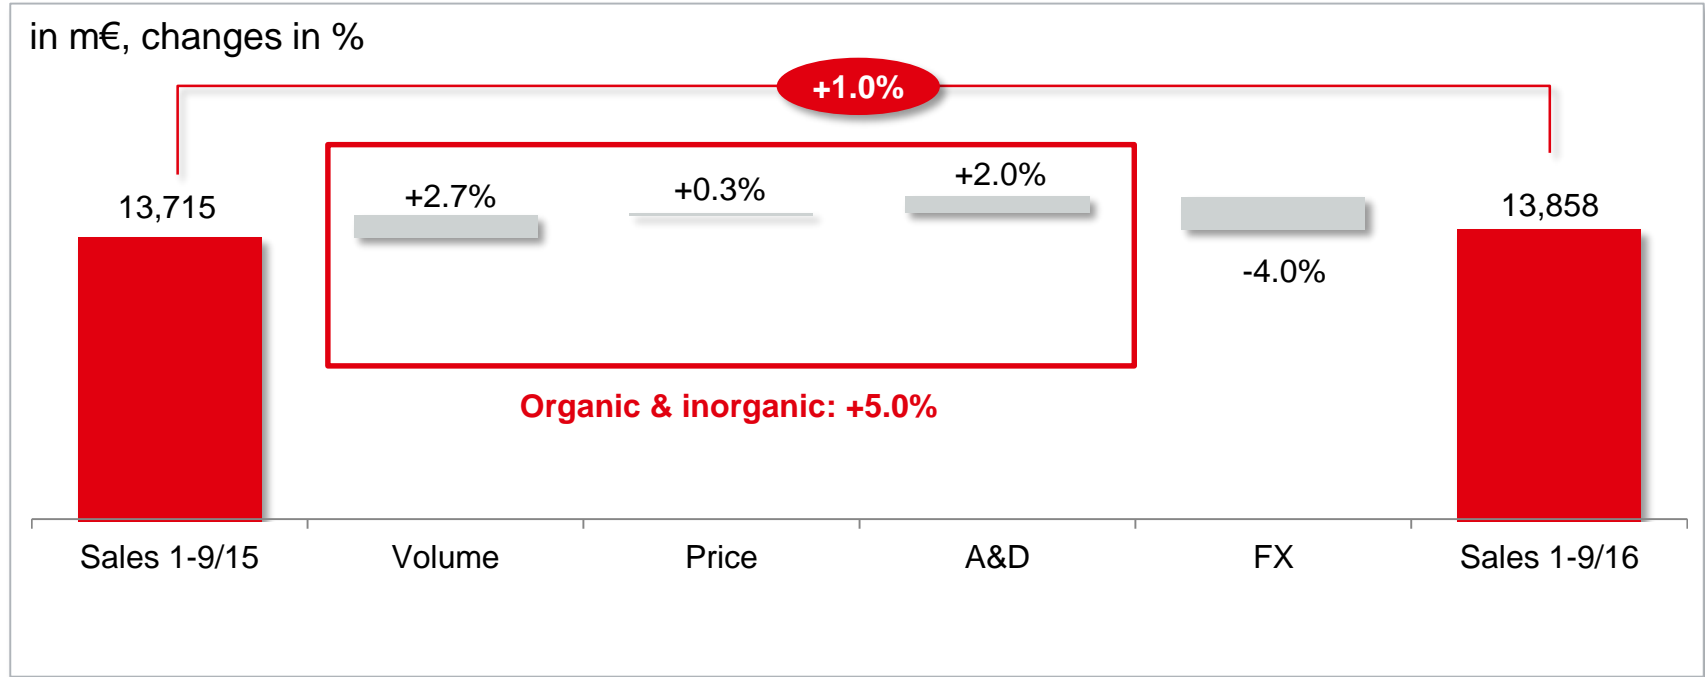 in m€, changes in %
+1.0%
13,715
+2.7%
+0.3%
+2.0%
-4.0%
13,858
Organic & inorganic: +5.0%
Sales 1-9/15
Volume
Price
A&D
FX
Sales 1-9/16